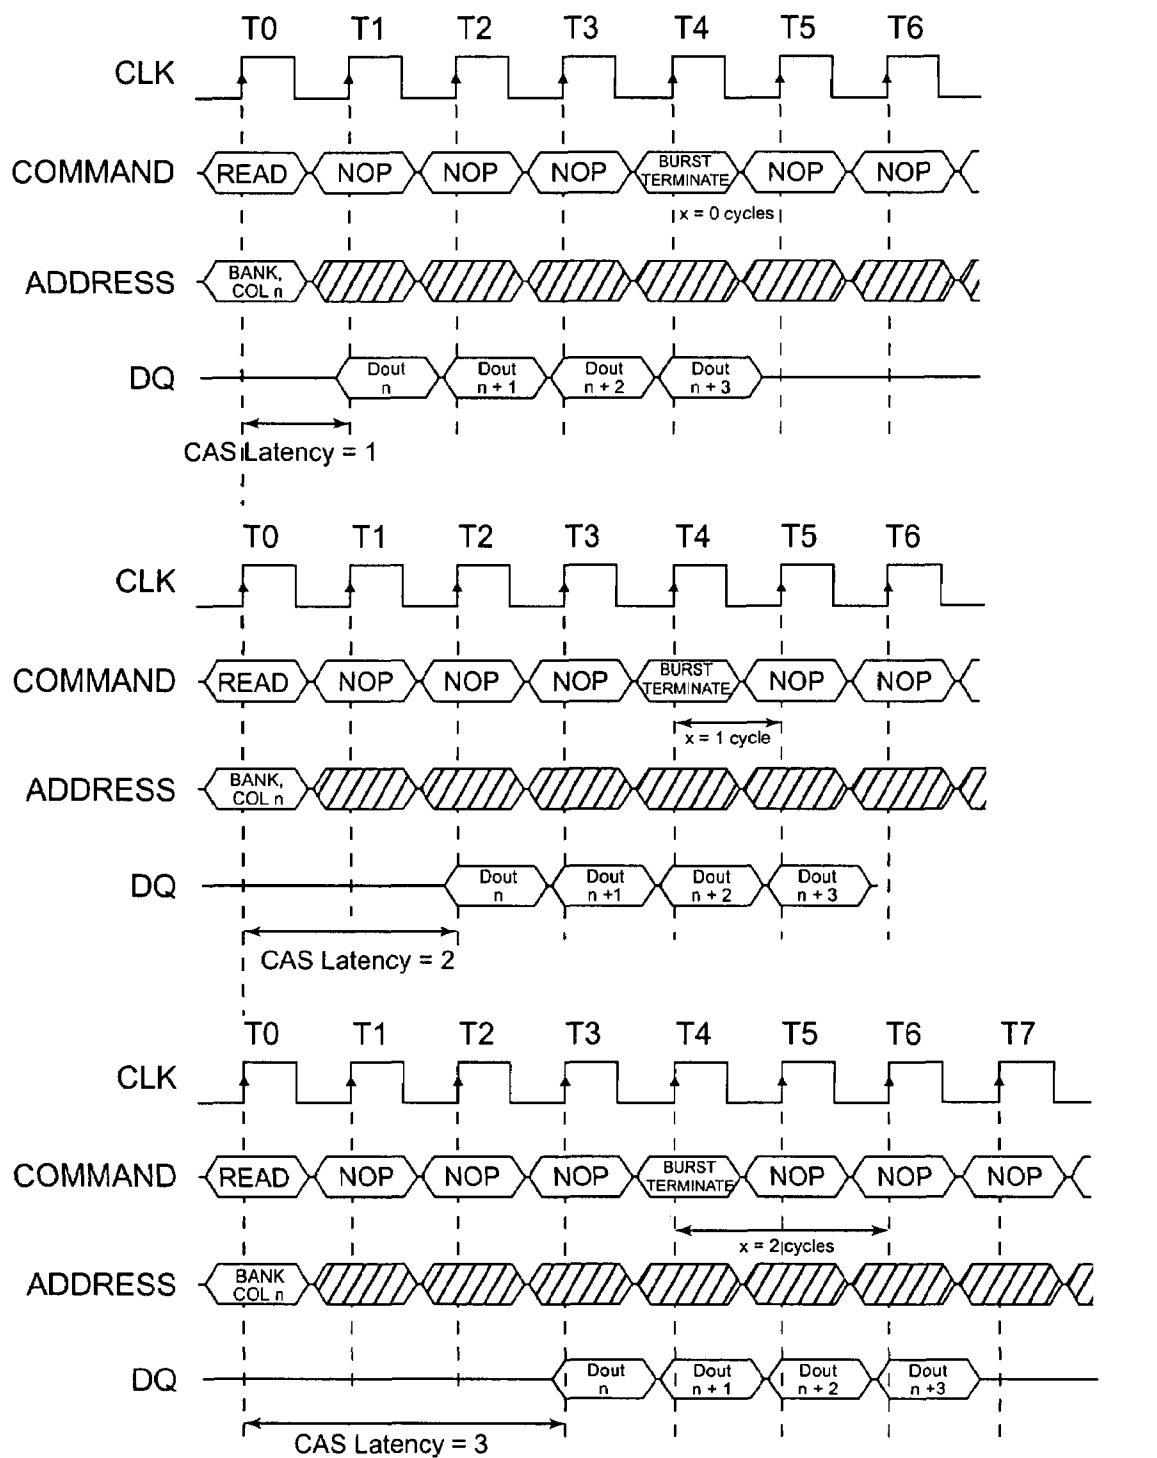 T0 T1 T2 T3 T4 T5 T6
CLK
COMMAND READ NOP NOP NOP BURST TERMINATE NOP NOP
x = 0 cycles
ADDRESS BANK, COL n
DQ Dout n Dout n + 1 Dout n + 2 Dout n + 3
CAS Latency = 1
T0 T1 T2 T3 T4 T5 T6
CLK
COMMAND READ NOP NOP NOP BURST TERMINATE NOP NOP
x = 1 cycle
ADDRESS BANK, COL n
DQ Dout n Dout n +1 Dout n + 2 Dout n + 3
CAS Latency = 2
T0 T1 T2 T3 T4 T5 T6 T7
CLK
COMMAND READ NOP NOP NOP BURST TERMINATE NOP NOP NOP
x = 2 cycles
ADDRESS BANK COL n
DQ Dout n Dout n + 1 Dout n + 2 Dout n +3
CAS Latency = 3